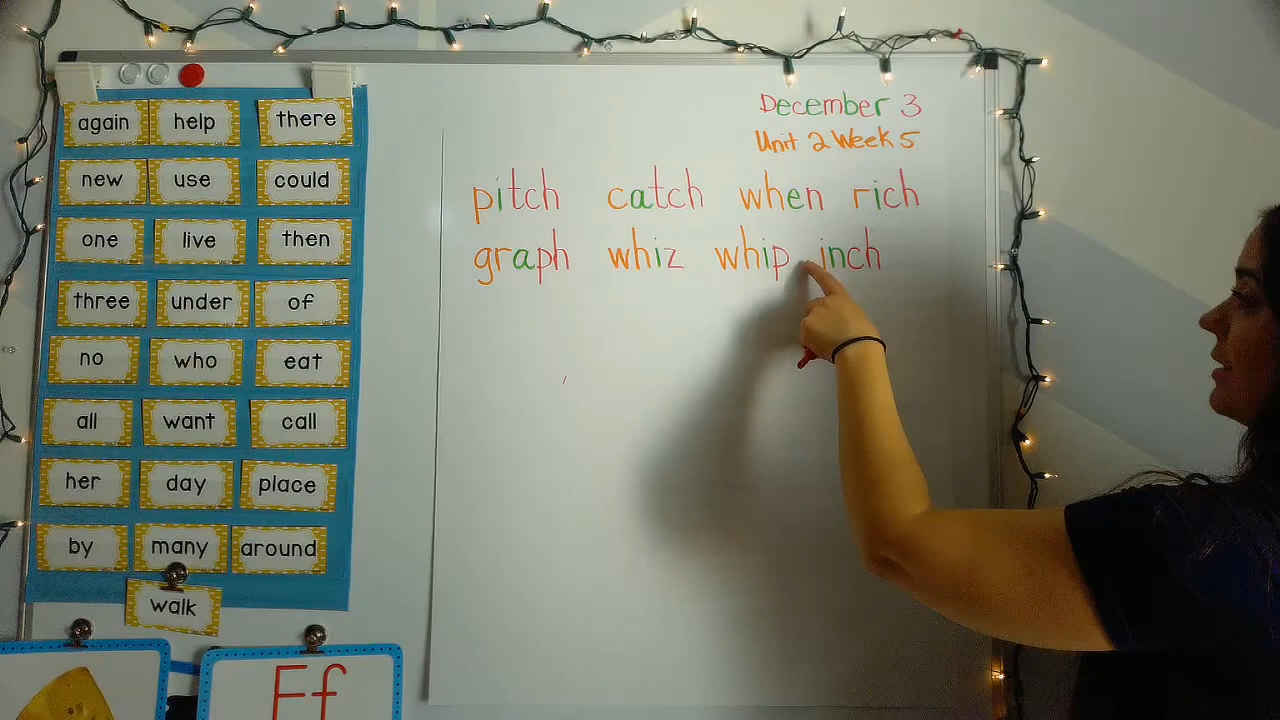 again help there
new use could
one live then
three under of
no who eat
all want call
her day place
by many around
walk
Ff
December 3
Unit 2 Week 5
pitch catch when rich
graph whiz whip inch